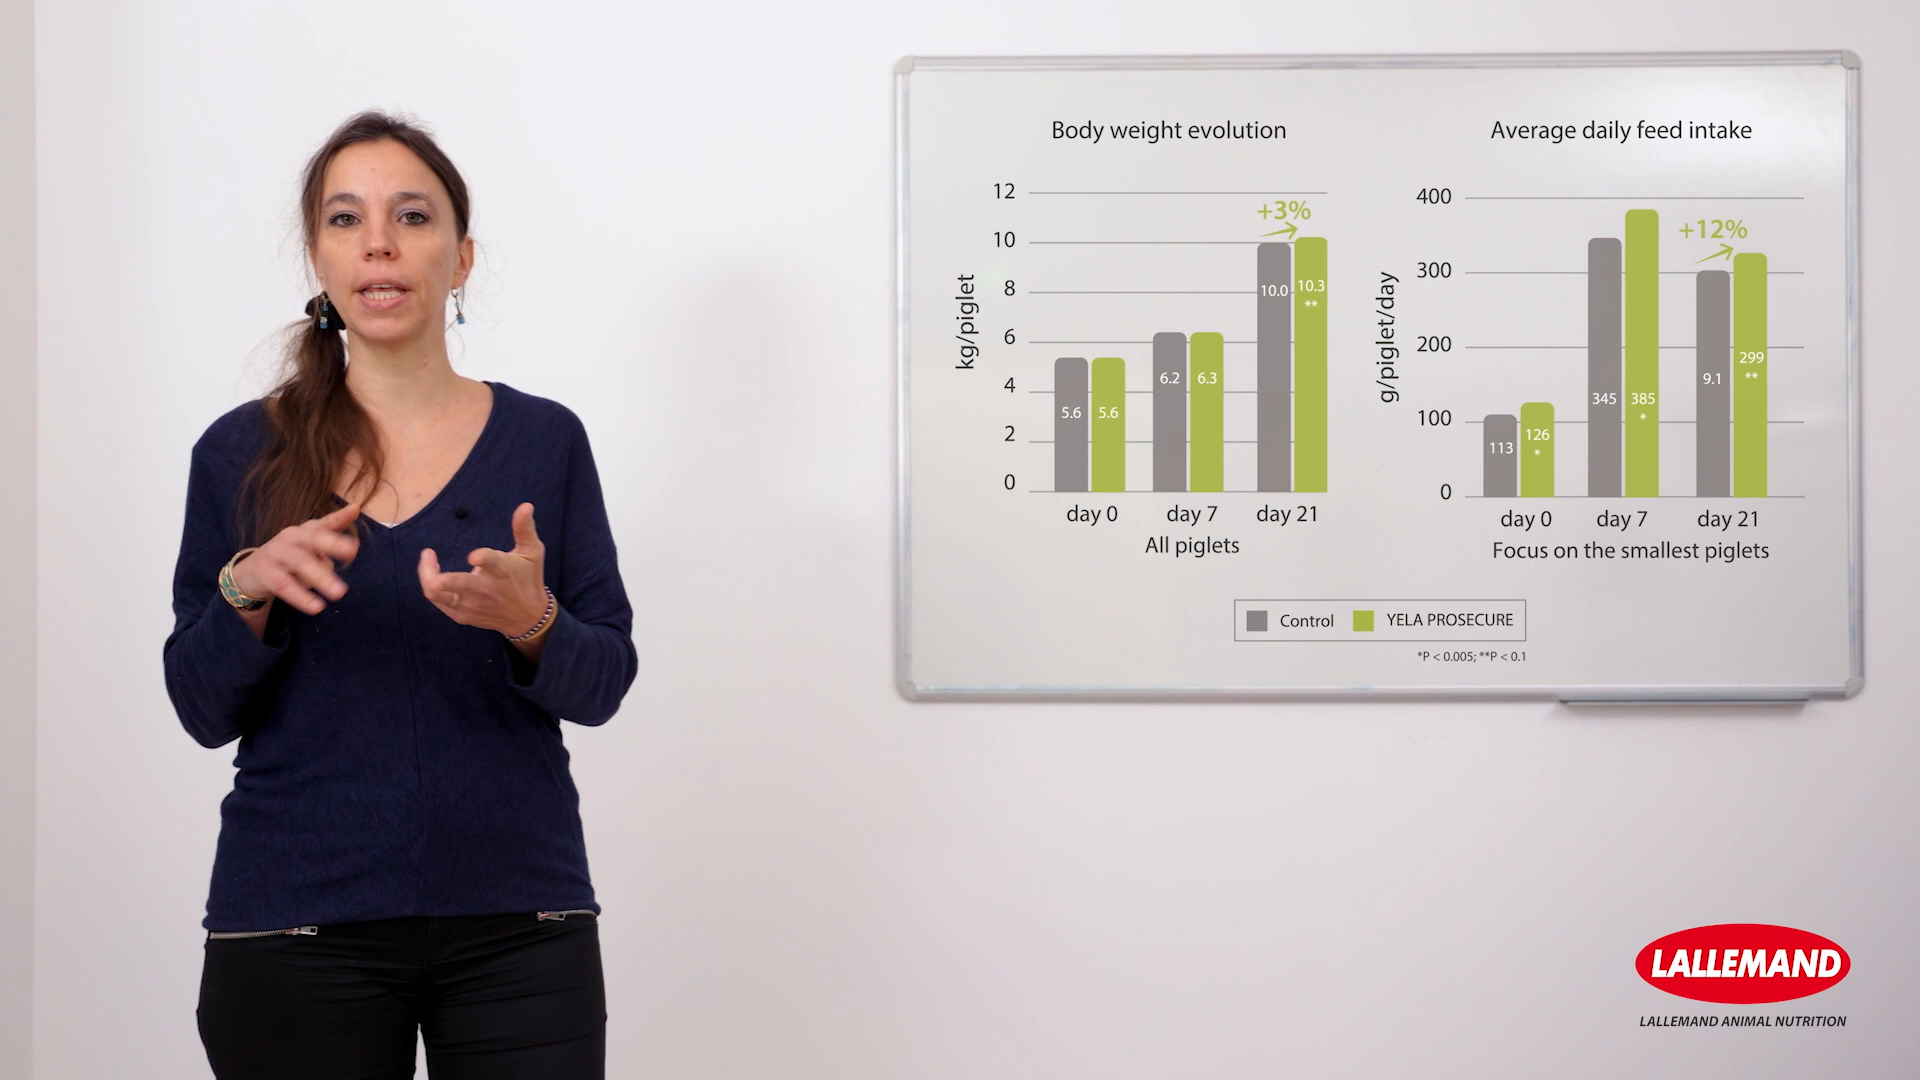 Body weight evolution
12
10
8
6
4
2
0
kg/piglet
+3%
5.6
5.6
6.2
6.3
10.0
10.3
**
day 0
day 7
day 21
All piglets
Average daily feed intake
400
300
200
100
0
g/piglet/day
+12%
113
126
*
345
385
*
9.1
299
**
day 0
day 7
day 21
Focus on the smallest piglets
Control
YELA PROSECURE
*P < 0.005; **P < 0.1
LALLEMAND
LALLEMAND ANIMAL NUTRITION